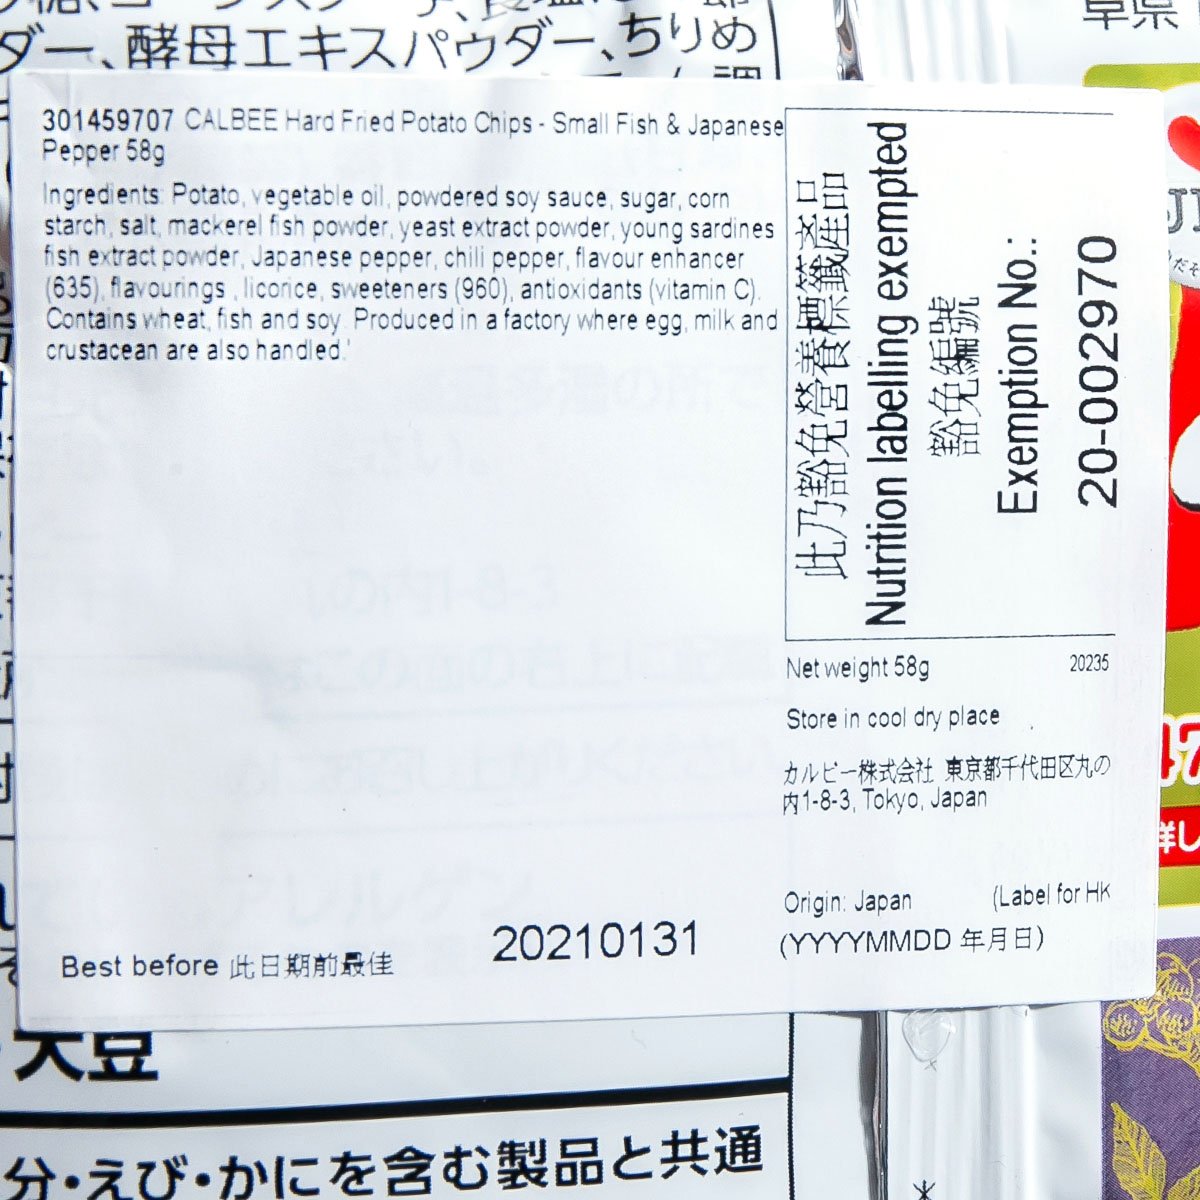 ダー、酵母エキスパウダー、ちりめ
301459707 CALBEE Hard Fried Potato Chips - Small Fish & Japanese
Pepper 58g
Ingredients: Potato, vegetable oil, powdered soy sauce, sugar, corn
starch, salt, mackerel fish powder, yeast extract powder, young sardines
fish extract powder, Japanese pepper, chili pepper, flavour enhancer
(635), flavourings , licorice, sweeteners (960), antioxidants (vitamin C).
Contains wheat, fish and soy. Produced in a factory where egg, milk and
crustacean are also handled.'
此乃豁免營養標籤產品
Nutrition labelling exempted
豁免編號
Exemption No.:
20-002970
Net weight 58g
20235
Store in cool dry place
カルビー株式会社 東京都千代田区丸の
内1-8-3, Tokyo, Japan
Origin: Japan
(Label for HK
Best before 此日期前最佳
20210131
(YYYYMMDD 年月日)
大豆
分・えび・かにを含む製品と共通